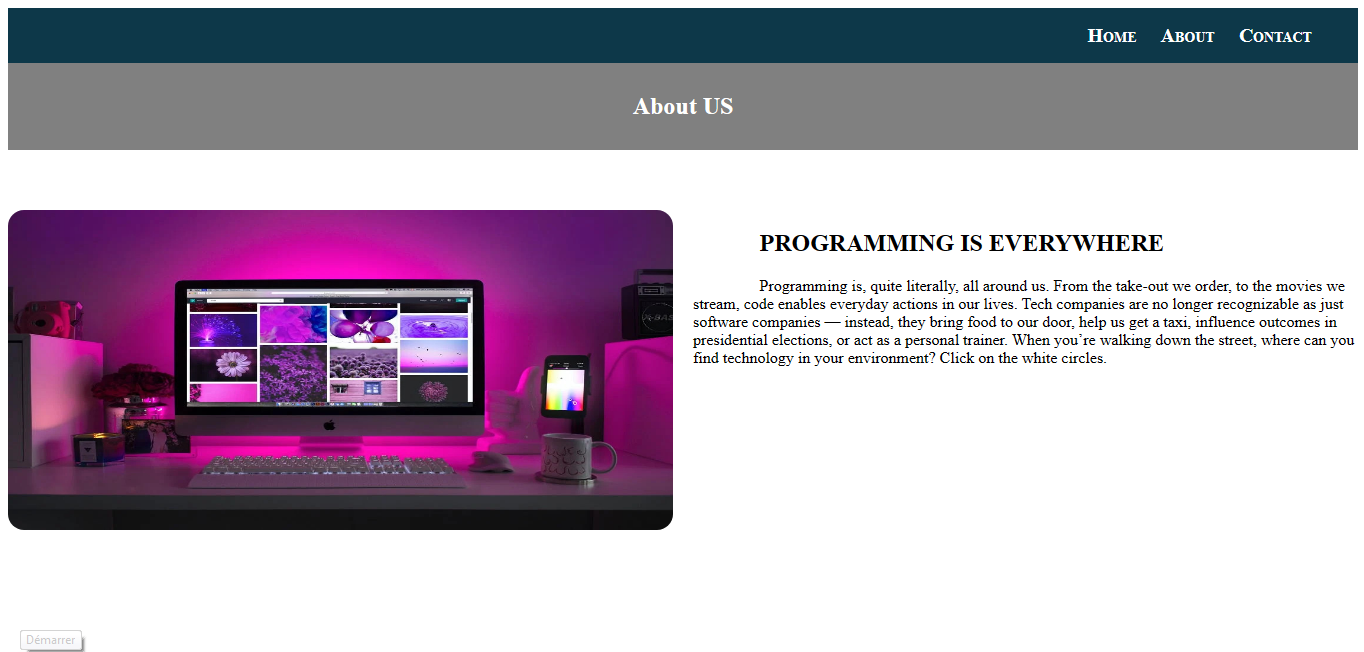 Home About Contact
About US
PROGRAMMING IS EVERYWHERE
Programming is, quite literally, all around us. From the take-out we order, to the movies we
stream, code enables everyday actions in our lives. Tech companies are no longer recognizable as just
software companies — instead, they bring food to our door, help us get a taxi, influence outcomes in
presidential elections, or act as a personal trainer. When you’re walking down the street, where can you
find technology in your environment? Click on the white circles.
Démarrer